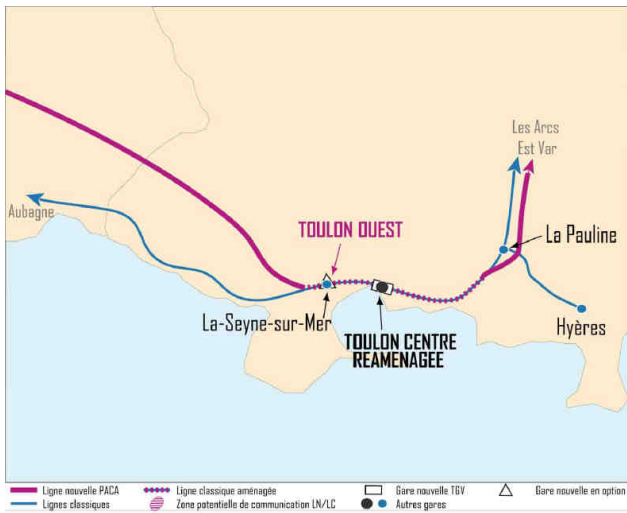 Les Arcs
Est Var
Aubagne
TOULON OUEST
La Pauline
La-Seyne-sur-Mer
TOULON CENTRE
REAMENAGEE
Hyères
Ligne nouvelle PACA
Ligne classique aménagée
Gare nouvelle TGV
Gare nouvelle en option
Lignes classiques
Zone potentielle de communication LN/LC
Autres gares